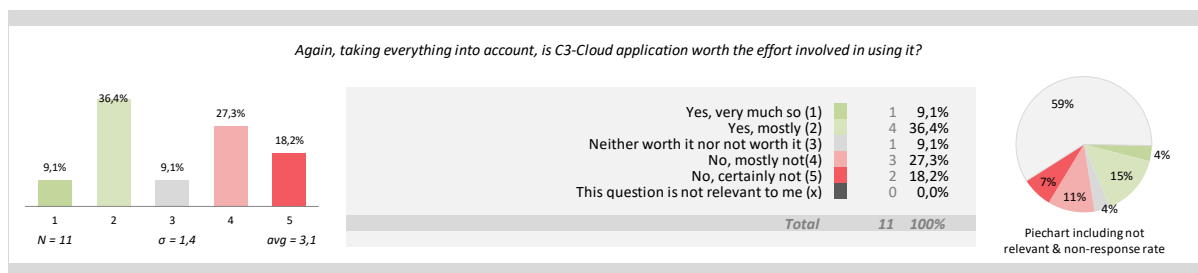 Again, taking everything into account, is C3-Cloud application worth the effort involved in using it?
9,1%
36,4%
9,1%
27,3%
18,2%
1 2 3 4 5
N = 11 σ = 1,4 avg = 3,1
Yes, very much so (1) 1 9,1%
Yes, mostly (2) 4 36,4%
Neither worth it nor not worth it (3) 1 9,1%
No, mostly not(4) 3 27,3%
No, certainly not (5) 2 18,2%
This question is not relevant to me (x) 0 0,0%
Total 11 100%
59%
4%
15%
4%
11%
7%
Piechart including not
relevant & non-response rate